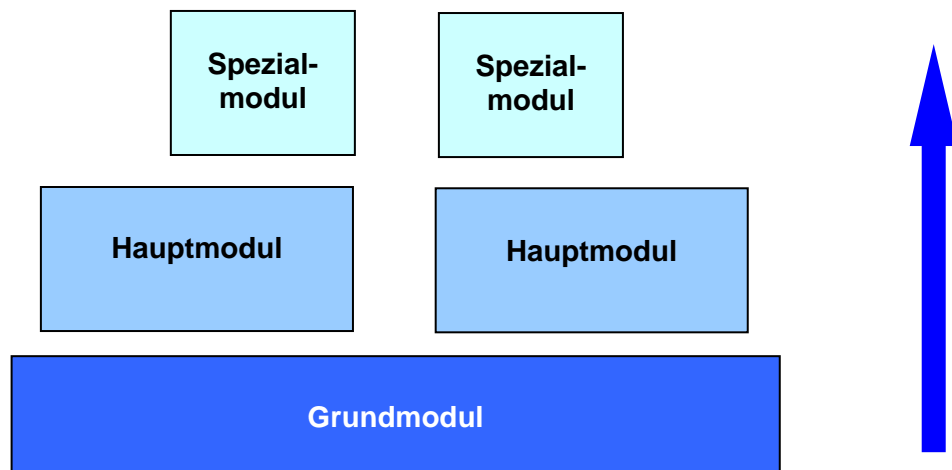 Spezial-
modul
Spezial-
modul
Hauptmodul
Hauptmodul
Grundmodul